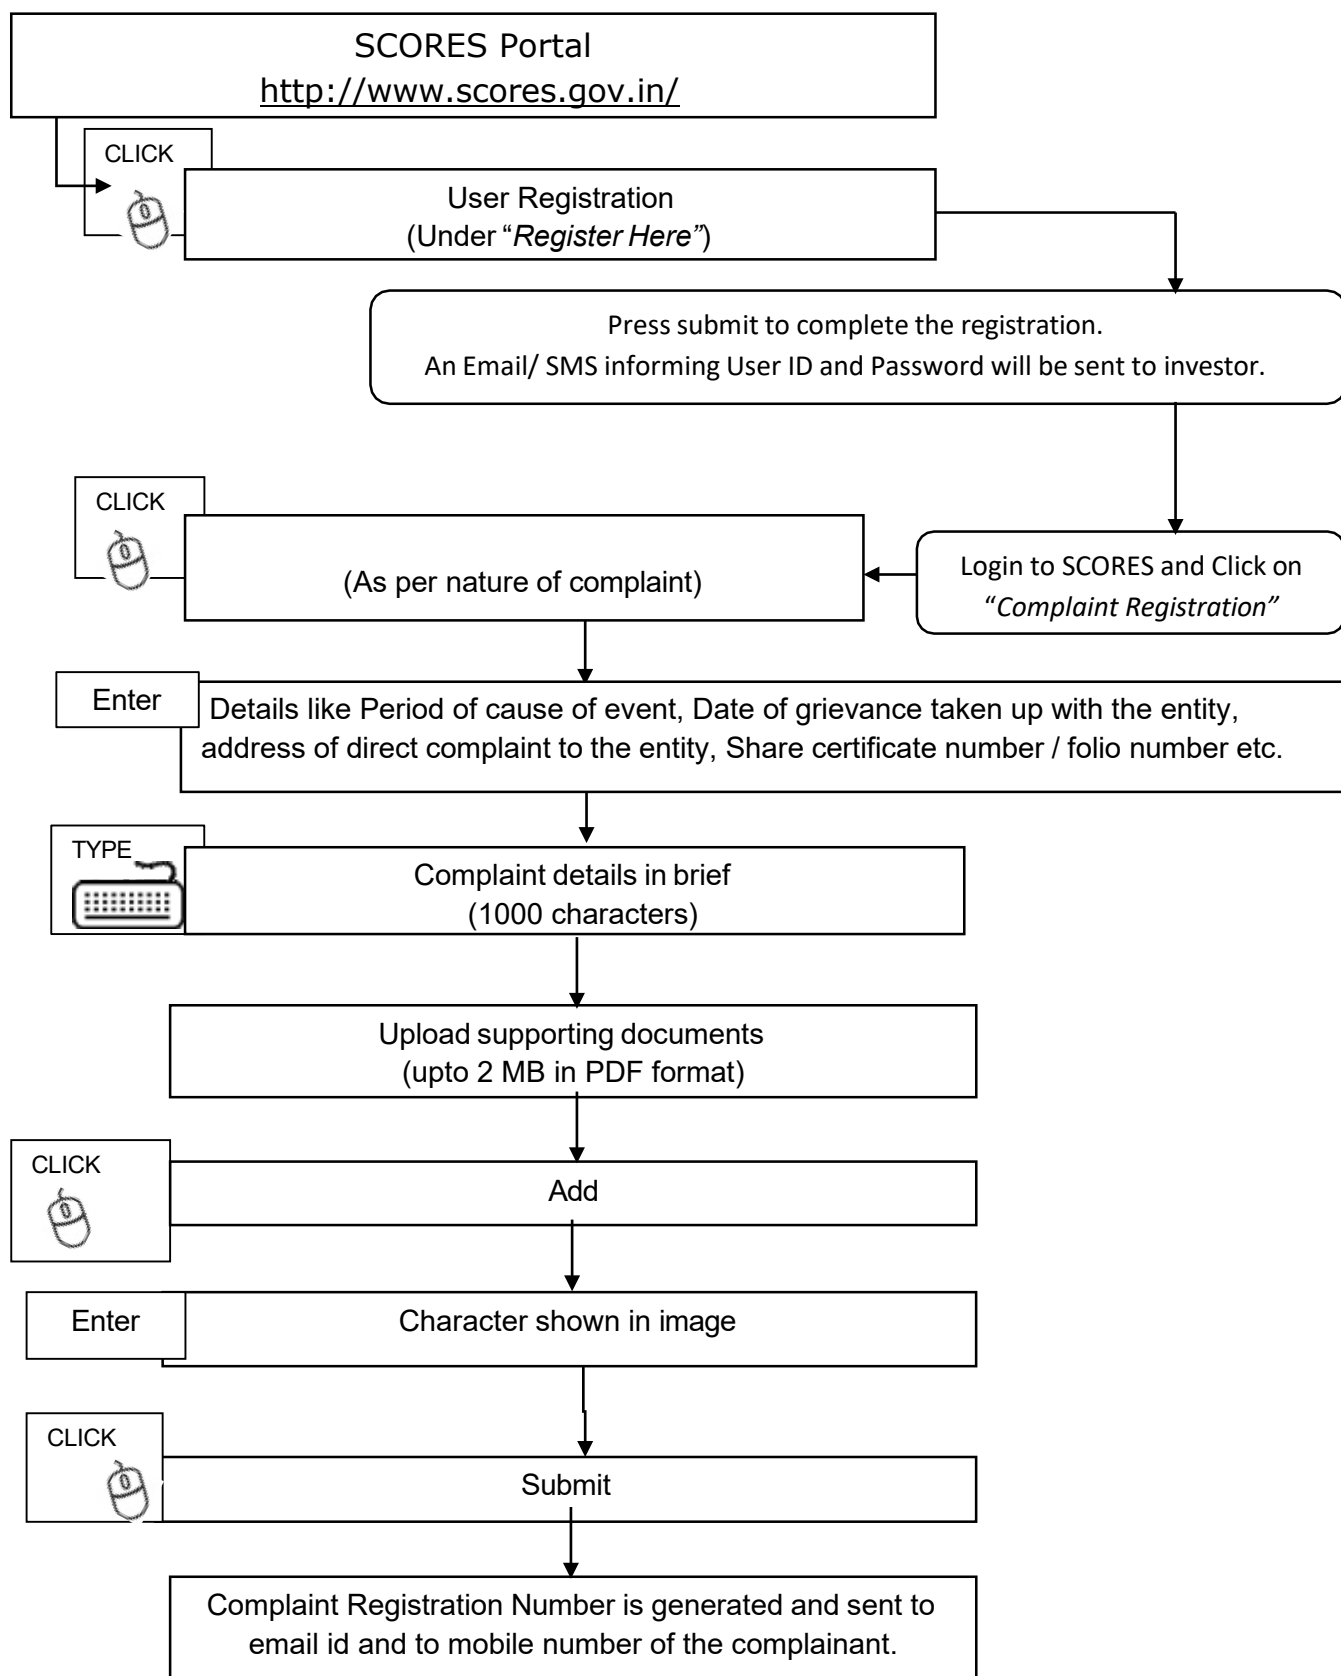 SCORES Portal
http://www.scores.gov.in/
CLICK
User Registration
(Under “Register Here”)
Press submit to complete the registration.
An Email/ SMS informing User ID and Password will be sent to investor.
CLICK
(As per nature of complaint)
Login to SCORES and Click on
“Complaint Registration”
Enter
Details like Period of cause of event, Date of grievance taken up with the entity,
address of direct complaint to the entity, Share certificate number / folio number etc.
TYPE
Complaint details in brief
(1000 characters)
Upload supporting documents
(upto 2 MB in PDF format)
CLICK
Add
Enter
Character shown in image
CLICK
Submit
Complaint Registration Number is generated and sent to
email id and to mobile number of the complainant.